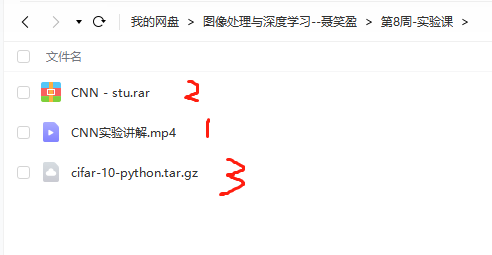 我的网盘 > 图像处理与深度学习--聂笑盈 > 第8周-实验课 >
文件名
CNN - stu.rar 2
CNN实验讲解.mp4 1
cifar-10-python.tar.gz 3